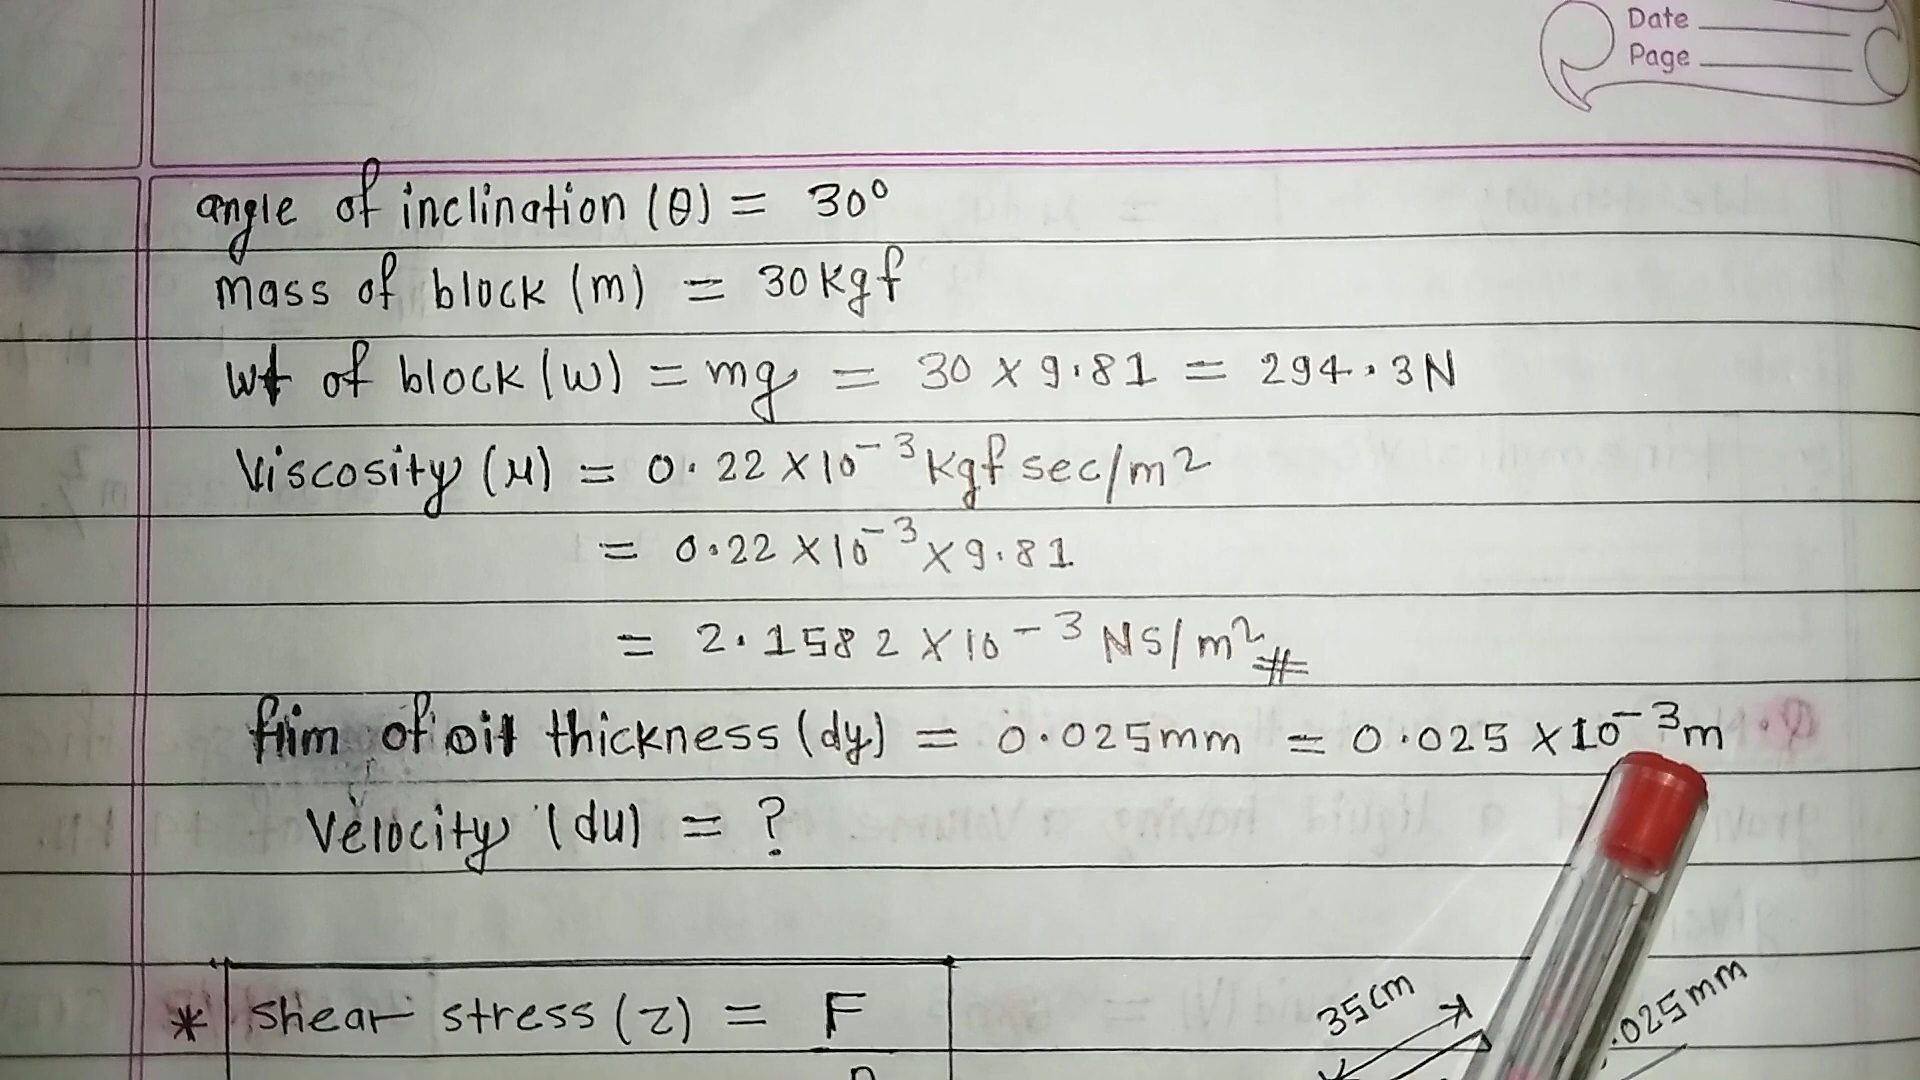 Date
Page
angle of inclination (θ) = 30°
mass of block (m) = 30 kgf
wt of block (w) = mg = 30 × 9.81 = 294.3 N
Viscosity (μ) = 0.22 × 10⁻³ kgf sec/m²
= 0.22 × 10⁻³ × 9.81
= 2.1582 × 10⁻³ NS/m² #
film of oil thickness (dy) = 0.025mm = 0.025 × 10⁻³ m
Velocity (du) = ?
* shear stress (τ) = F
35cm
.025mm